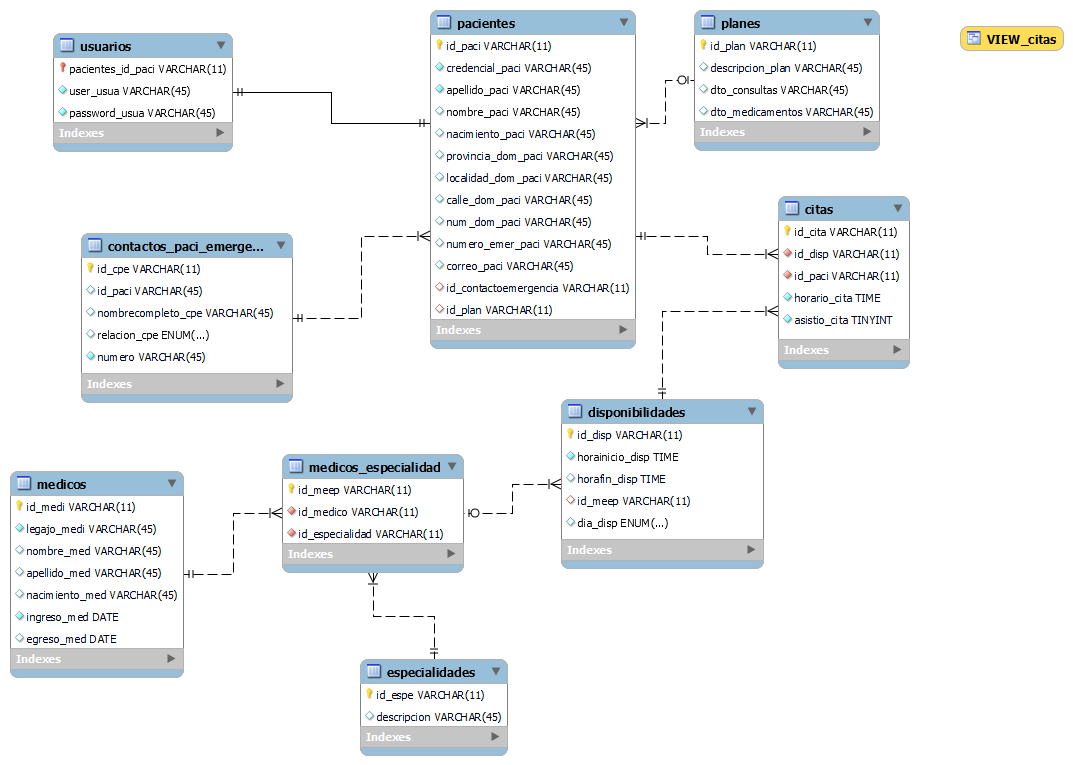 usuarios
pacientes_id_paci VARCHAR(11)
user_usua VARCHAR(45)
password_usua VARCHAR(45)
Indexes
pacientes
id_paci VARCHAR(11)
credencial_paci VARCHAR(45)
apellido_paci VARCHAR(45)
nombre_paci VARCHAR(45)
nacimiento_paci VARCHAR(45)
provincia_dom_paci VARCHAR(45)
localidad_dom_paci VARCHAR(45)
calle_dom_paci VARCHAR(45)
num_dom_paci VARCHAR(45)
numero_emer_paci VARCHAR(45)
correo_paci VARCHAR(45)
id_contactoemergencia VARCHAR(11)
id_plan VARCHAR(11)
Indexes
planes
id_plan VARCHAR(11)
descripcion_plan VARCHAR(45)
dto_consultas VARCHAR(45)
dto_medicamentos VARCHAR(45)
Indexes
VIEW_citas
contactos_paci_emerge...
id_cpe VARCHAR(11)
id_paci VARCHAR(45)
nombrecompleto_cpe VARCHAR(45)
relacion_cpe ENUM(...)
numero VARCHAR(45)
Indexes
citas
id_cita VARCHAR(11)
id_disp VARCHAR(11)
id_paci VARCHAR(11)
horario_cita TIME
asistio_cita TINYINT
Indexes
disponibilidades
id_disp VARCHAR(11)
horainicio_disp TIME
horafin_disp TIME
id_meep VARCHAR(11)
dia_disp ENUM(...)
Indexes
medicos_especialidad
id_meep VARCHAR(11)
id_medico VARCHAR(11)
id_especialidad VARCHAR(11)
Indexes
medicos
id_medi VARCHAR(11)
legajo_medi VARCHAR(45)
nombre_med VARCHAR(45)
apellido_med VARCHAR(45)
nacimiento_med VARCHAR(45)
ingreso_med DATE
egreso_med DATE
Indexes
especialidades
id_espe VARCHAR(11)
descripcion VARCHAR(45)
Indexes